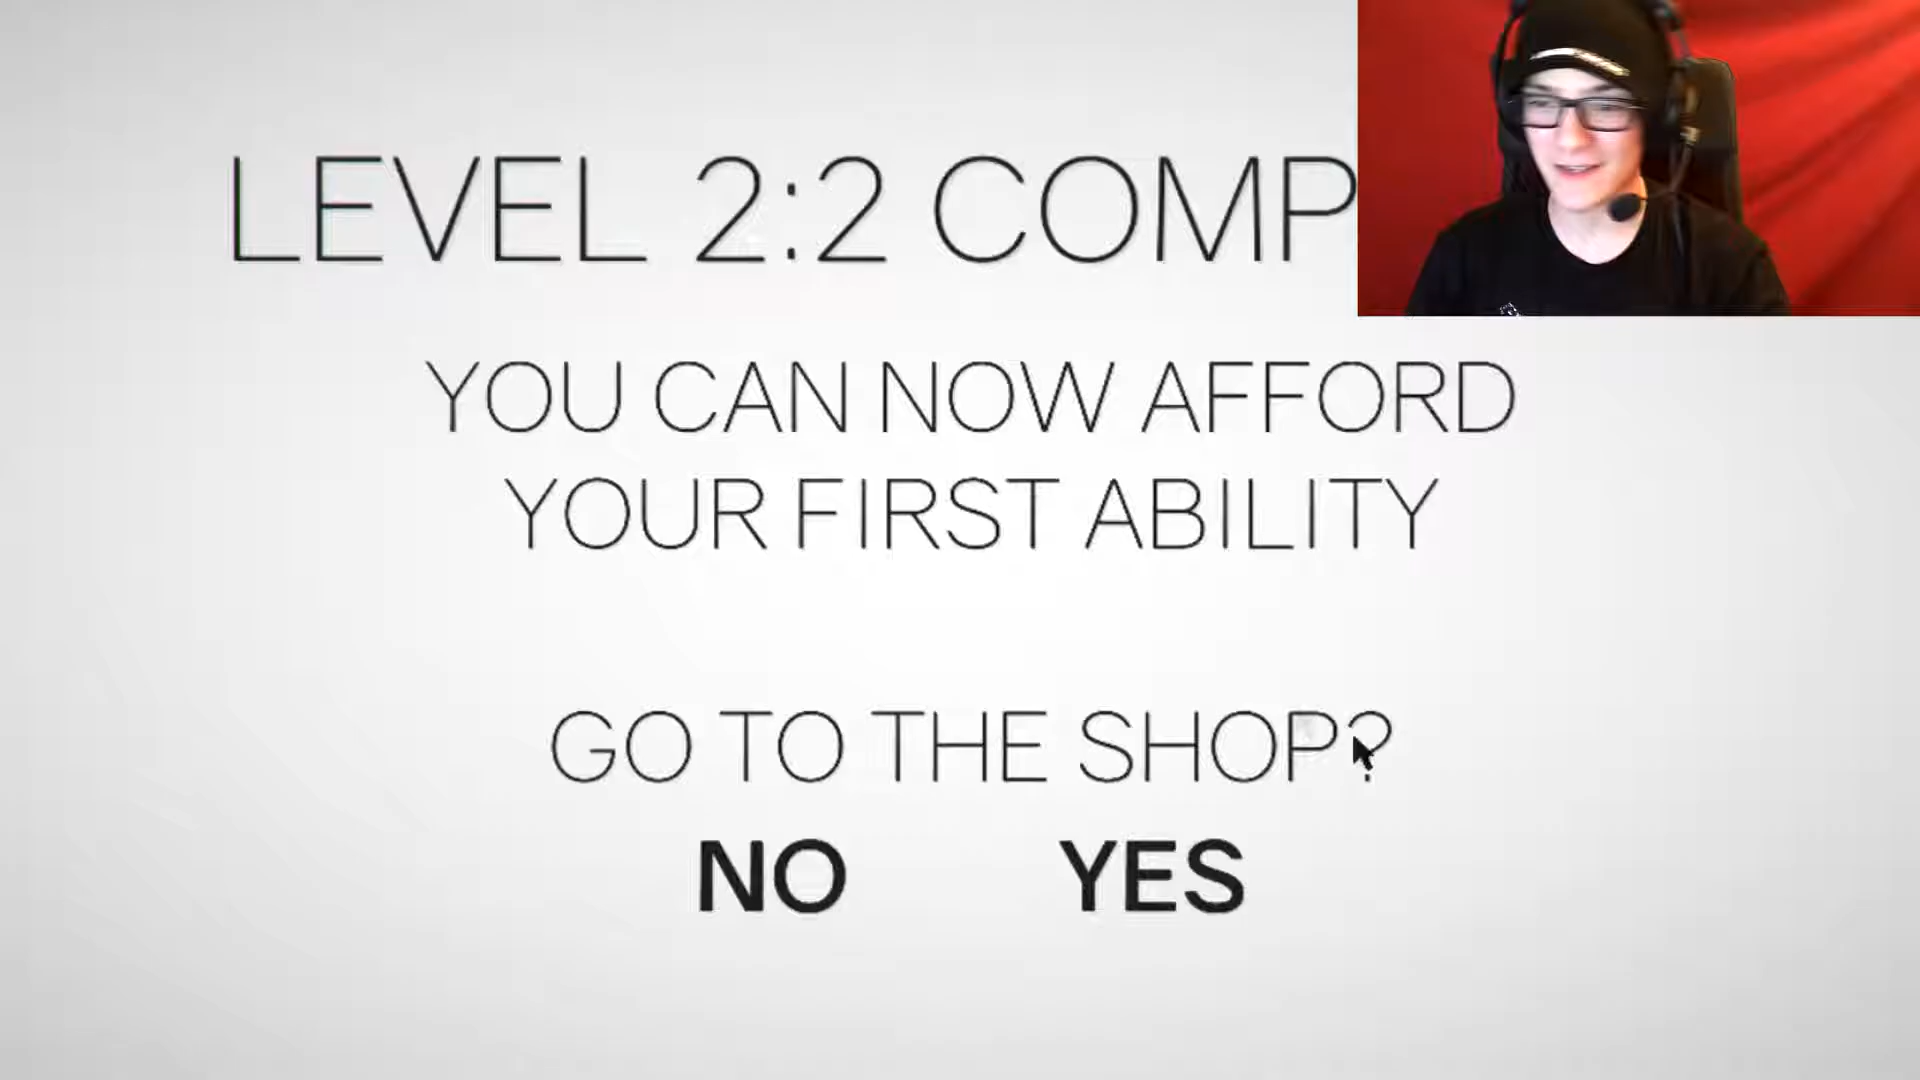 LEVEL 2:2 COMP
YOU CAN NOW AFFORD
YOUR FIRST ABILITY
GO TO THE SHOP?
NO YES